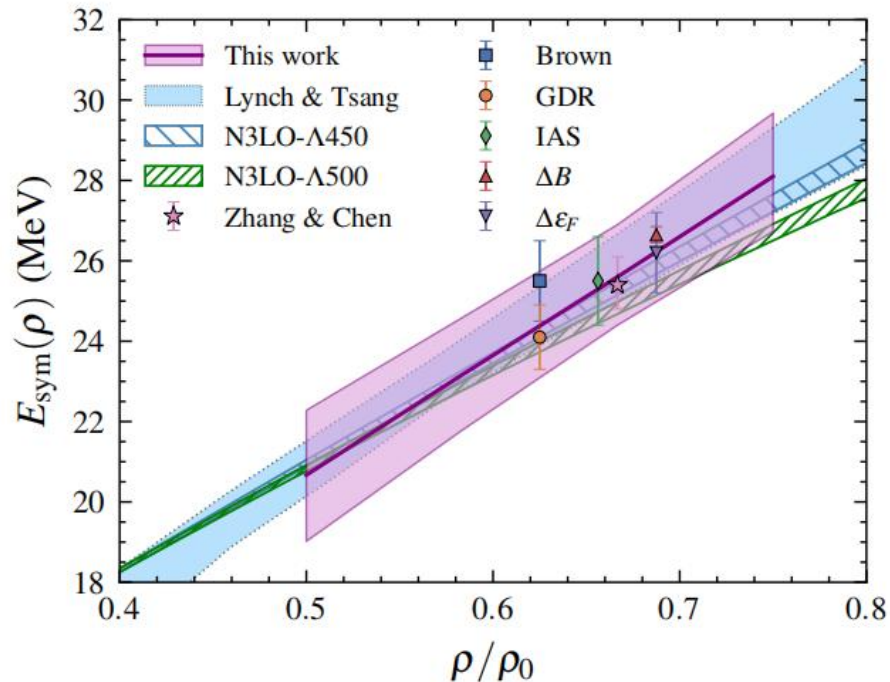 32
30
28
26
24
22
20
18
E_sym(ρ) (MeV)
This work
Lynch & Tsang
N3LO-Λ450
N3LO-Λ500
Zhang & Chen
Brown
GDR
IAS
ΔB
Δε_F
0.4 0.5 0.6 0.7 0.8
ρ/ρ₀